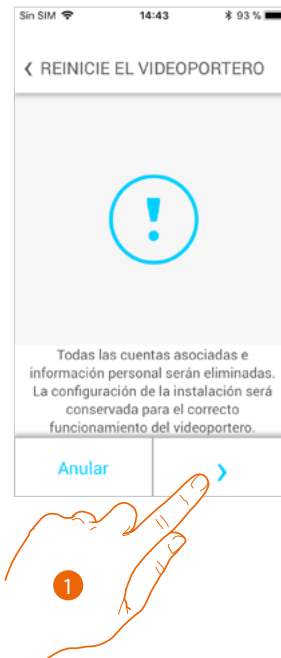 Sin SIM 14:43 93 %
REINICIE EL VIDEOPORTERO
!
Todas las cuentas asociadas e
información personal serán eliminadas.
La configuración de la instalación será
conservada para el correcto
funcionamiento del videoportero.
Anular
1